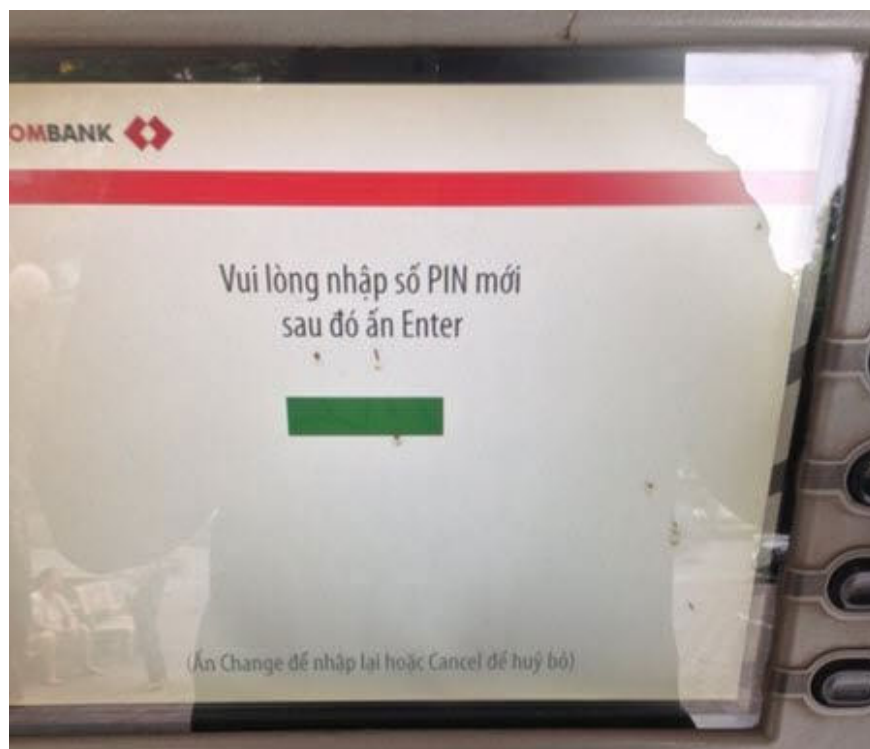 OMBANK
Vui lòng nhập số PIN mới
sau đó ấn Enter
(Ấn Change để nhập lại hoặc Cancel để huỷ bỏ)